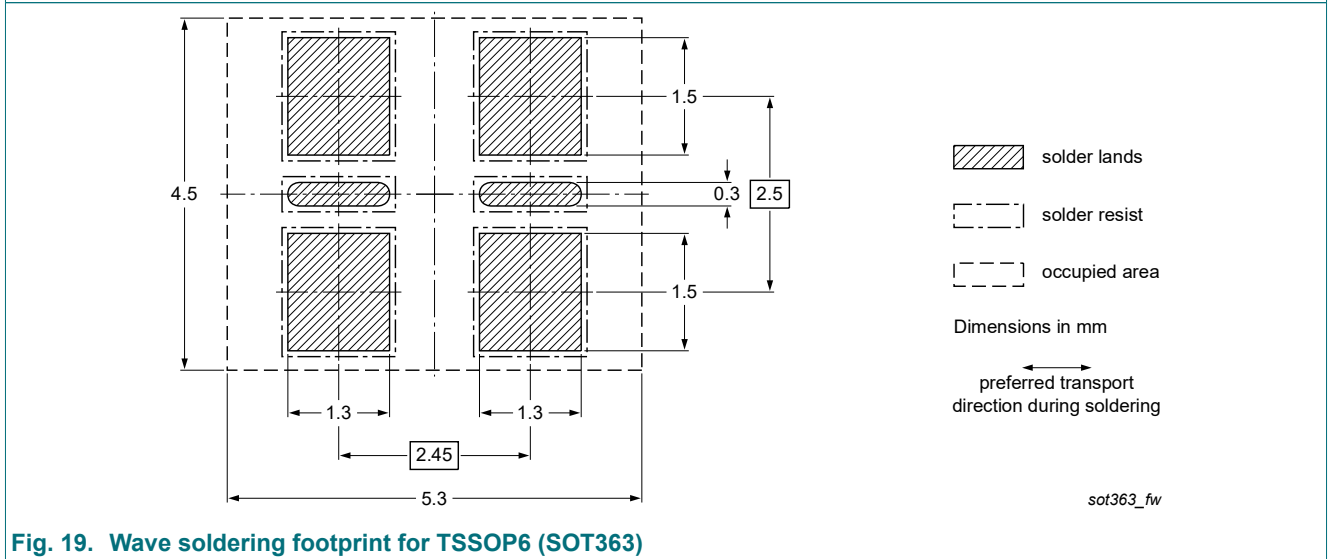 1.5
4.5
0.3
2.5
1.5
1.3
1.3
2.45
5.3
solder lands
solder resist
occupied area
Dimensions in mm
preferred transport
direction during soldering
sot363_fw
Fig. 19. Wave soldering footprint for TSSOP6 (SOT363)